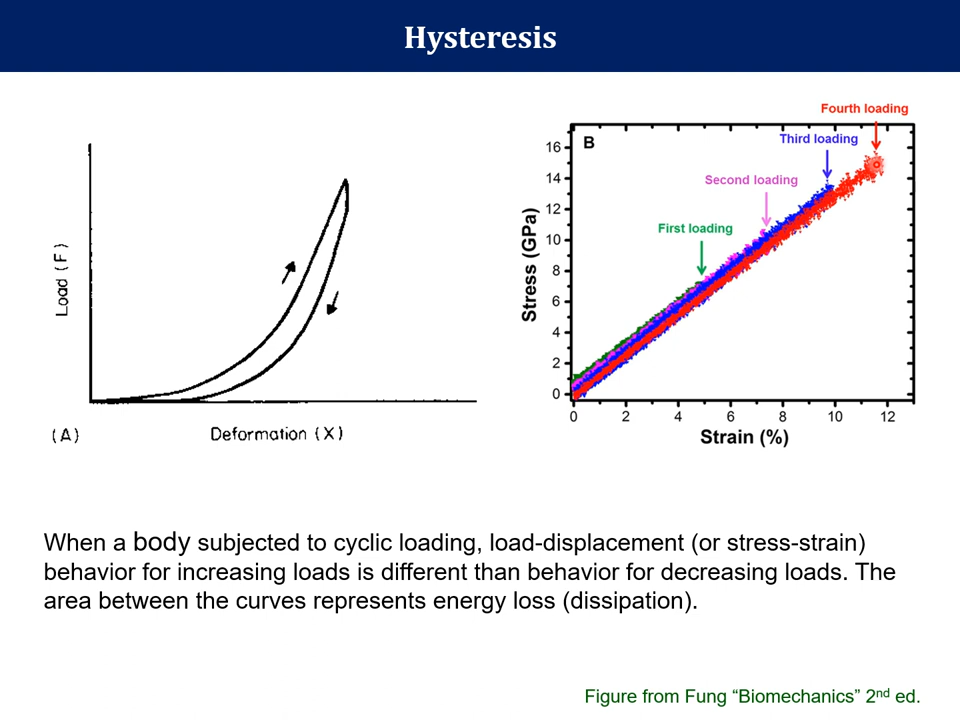 Hysteresis
Load (F)
(A)
Deformation (X)
Fourth loading
Third loading
Second loading
First loading
B
Stress (GPa)
16
14
12
10
8
6
4
2
0
0 2 4 6 8 10 12
Strain (%)
When a body subjected to cyclic loading, load-displacement (or stress-strain)
behavior for increasing loads is different than behavior for decreasing loads. The
area between the curves represents energy loss (dissipation).
Figure from Fung “Biomechanics” 2nd ed.